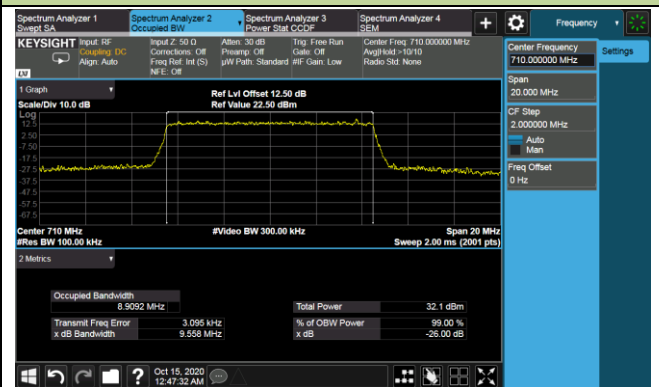 Spectrum Analyzer 1
Swept SA
Spectrum Analyzer 2
Occupied BW
Spectrum Analyzer 3
Power Stat CCDF
Spectrum Analyzer 4
SEM
+
Frequency
KEYSIGHT
Input: RF
Coupling: DC
Align: Auto
Input Z: 50 Ω
Corrections: Off
Freq Ref: Int (S)
NFE: Off
Atten: 30 dB
Preamp: Off
µW Path: Standard
Trig: Free Run
Gate: Off
#IF Gain: Low
Center Freq: 710.000000 MHz
Avg|Hold:>10/10
Radio Std: None
LXI
Center Frequency
710.000000 MHz
Settings
Span
20.000 MHz
CF Step
2.000000 MHz
Auto
Man
Freq Offset
0 Hz
1 Graph
Scale/Div 10.0 dB
Ref Lvl Offset 12.50 dB
Ref Value 22.50 dBm
Log
12.5
2.50
-7.50
-17.5
-27.5
-37.5
-47.5
-57.5
-67.5
Center 710 MHz
#Res BW 100.00 kHz
#Video BW 300.00 kHz
Span 20 MHz
Sweep 2.00 ms (2001 pts)
2 Metrics
Occupied Bandwidth
8.9092 MHz
Total Power 32.1 dBm
Transmit Freq Error 3.095 kHz
% of OBW Power 99.00 %
x dB Bandwidth 9.558 MHz
x dB -26.00 dB
?
Oct 15, 2020
12:47:32 AM